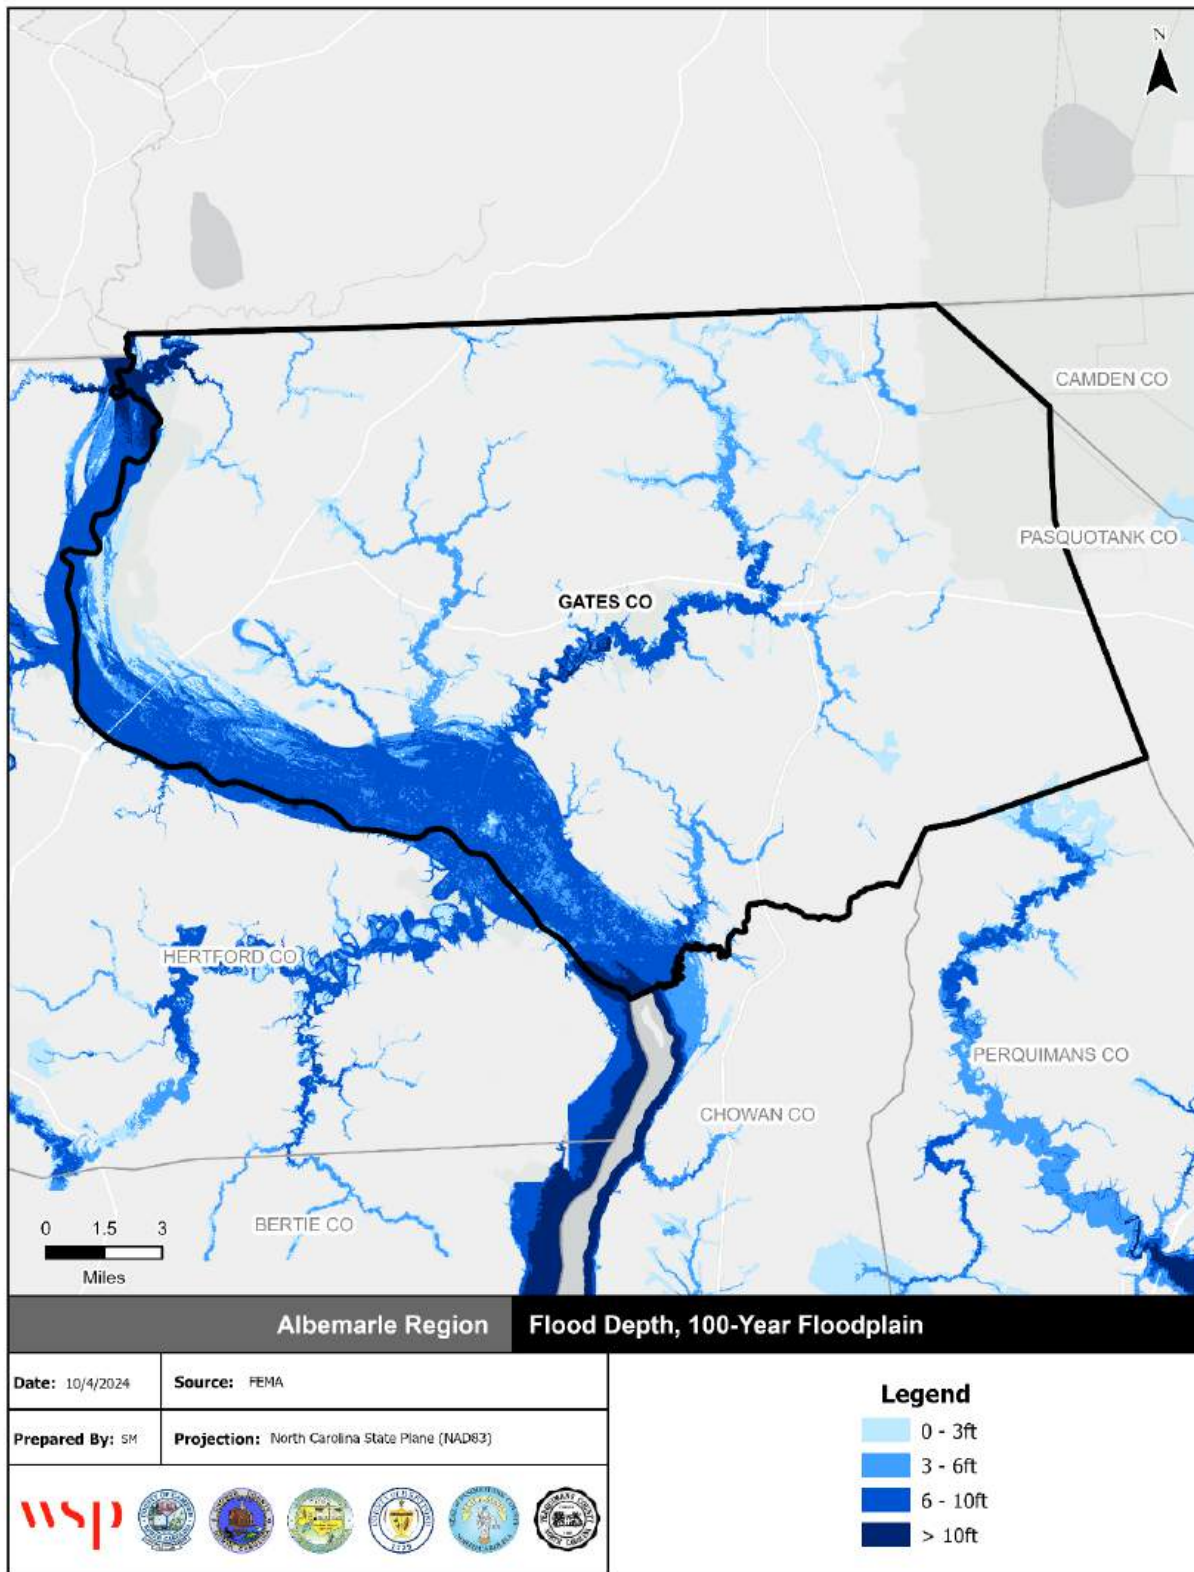 N
CAMDEN CO
PASQUOTANK CO
GATES CO
HERTFORD CO
PERQUIMANS CO
CHOWAN CO
BERTIE CO
0 1.5 3
Miles
Albemarle Region Flood Depth, 100-Year Floodplain
Date: 10/4/2024 Source: FEMA
Prepared By: SM Projection: North Carolina State Plane (NAD83)
wsp
Legend
0 - 3ft
3 - 6ft
6 - 10ft
> 10ft